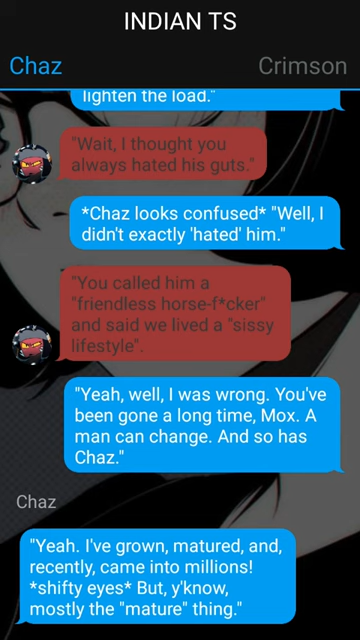 INDIAN TS
Chaz Crimson
lighten the load."
"Wait, I thought you
always hated his guts."
*Chaz looks confused* "Well, I
didn't exactly 'hated' him."
"You called him a
"friendless horse-f*cker"
and said we lived a "sissy
lifestyle".
"Yeah, well, I was wrong. You've
been gone a long time, Mox. A
man can change. And so has
Chaz."
Chaz
"Yeah. I've grown, matured, and,
recently, came into millions!
*shifty eyes* But, y'know,
mostly the "mature" thing."